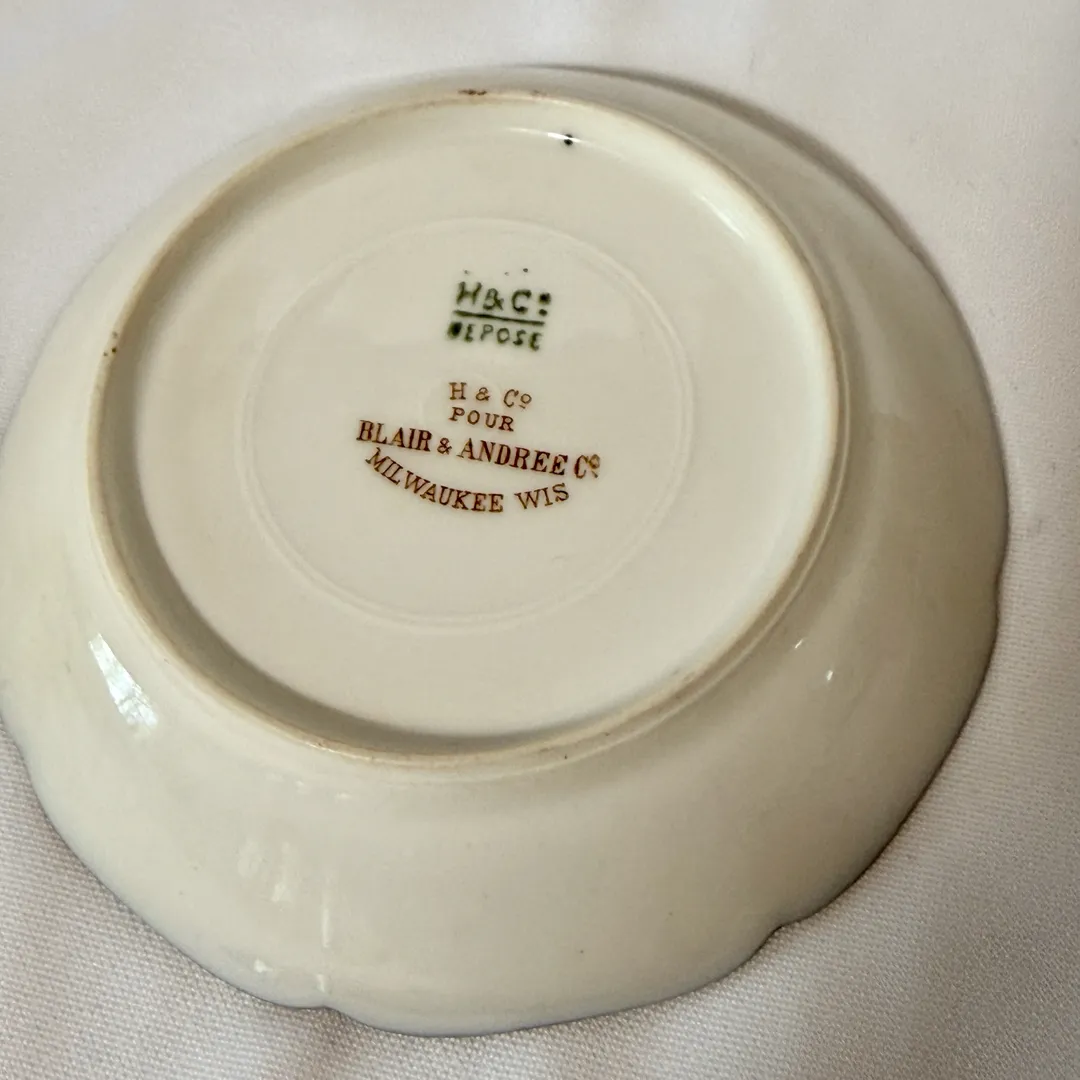 H & Co
DEPOSE
H & Co
POUR
BLAIR & ANDREE Co
MILWAUKEE WIS